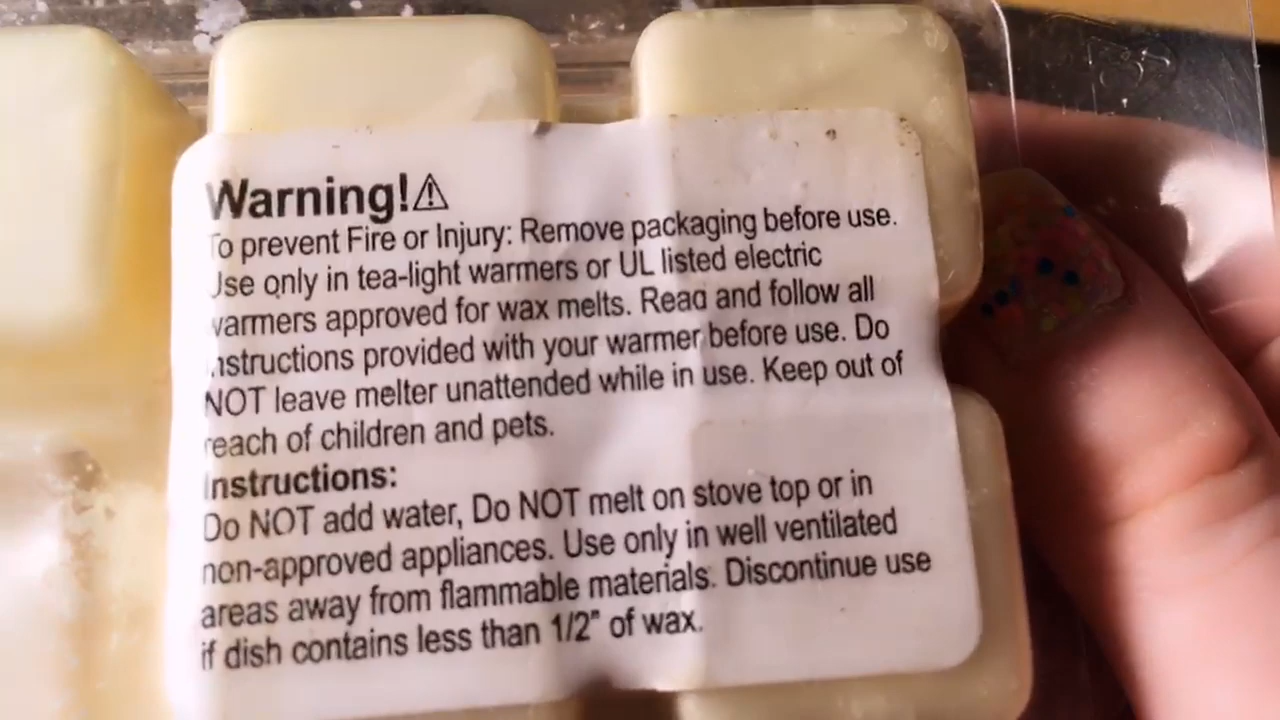 Warning!⚠
To prevent Fire or Injury: Remove packaging before use.
Use only in tea-light warmers or UL listed electric
warmers approved for wax melts. Read and follow all
instructions provided with your warmer before use. Do
NOT leave melter unattended while in use. Keep out of
reach of children and pets.
Instructions:
Do NOT add water, Do NOT melt on stove top or in
non-approved appliances. Use only in well ventilated
areas away from flammable materials. Discontinue use
if dish contains less than 1/2" of wax.